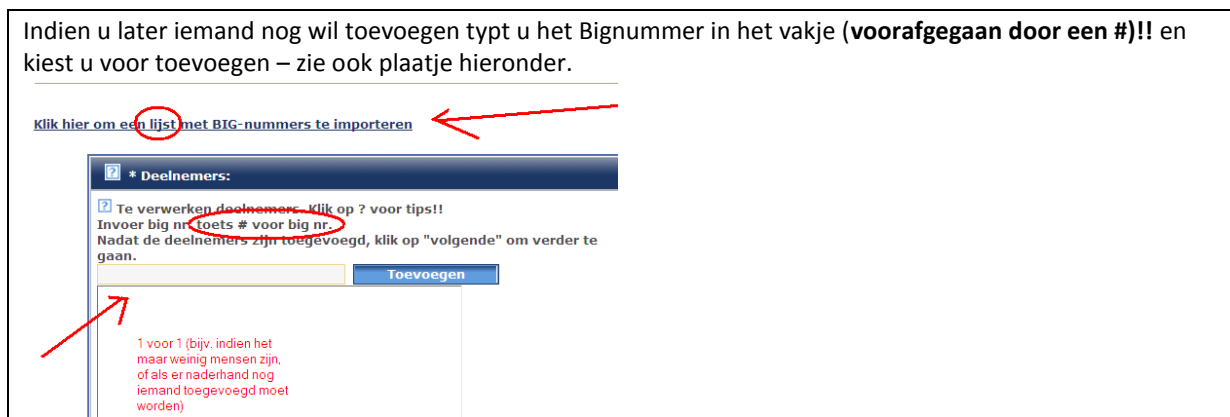 Indien u later iemand nog wil toevoegen typt u het Bignummer in het vakje (voorafgegaan door een #)!! en
kiest u voor toevoegen – zie ook plaatje hieronder.
Klik hier om een lijst met BIG-nummers te importeren
? * Deelnemers:
? Te verwerken deelnemers. Klik op ? voor tips!!
Invoer big nr. toets # voor big nr.
Nadat de deelnemers zijn toegevoegd, klik op "volgende" om verder te
gaan.
Toevoegen
1 voor 1 (bijv. indien het
maar weinig mensen zijn,
of als er naderhand nog
iemand toegevoegd moet
worden)